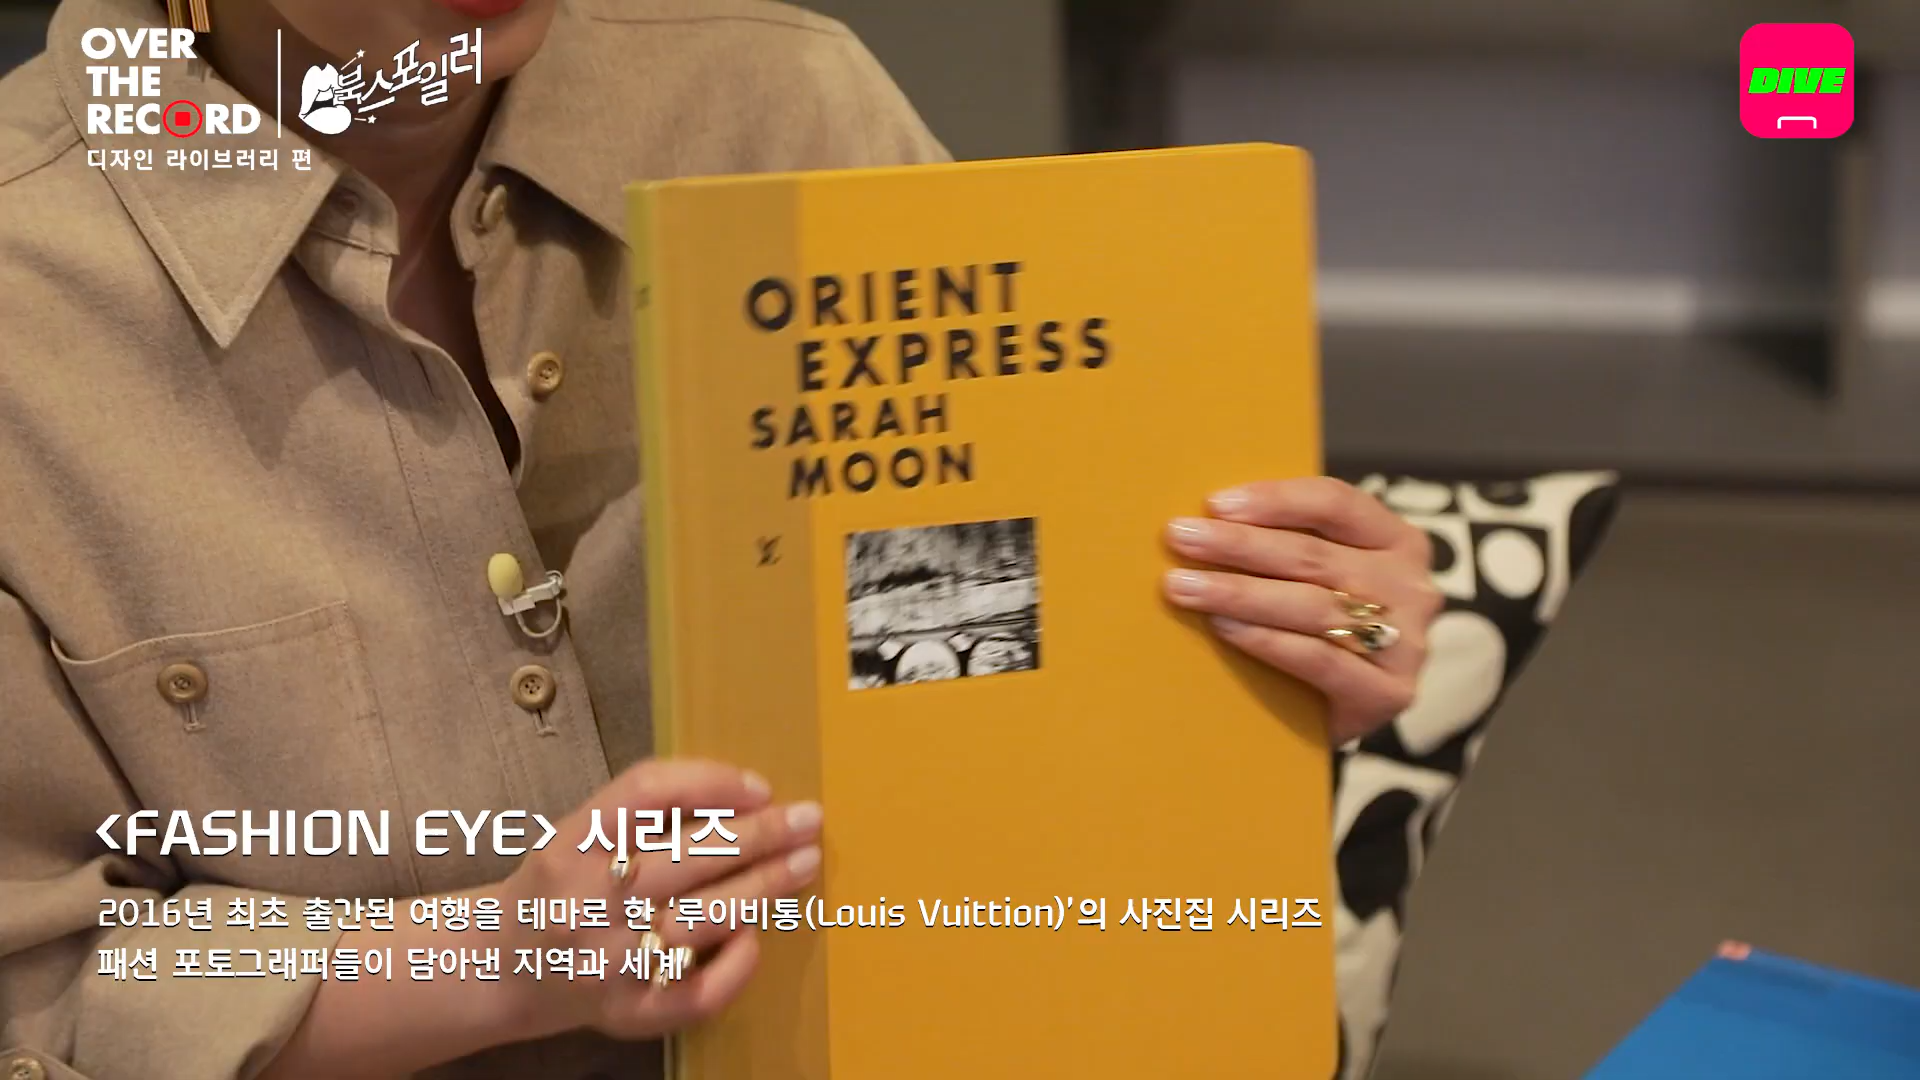 OVER
THE
RECORD
북스포일러
디자인 라이브러리 편
DIVE
ORIENT
EXPRESS
SARAH
MOON
<FASHION EYE> 시리즈
2016년 최초 출간된 여행을 테마로 한 ‘루이비통(Louis Vuittion)’의 사진집 시리즈
패션 포토그래퍼들이 담아낸 지역과 세계